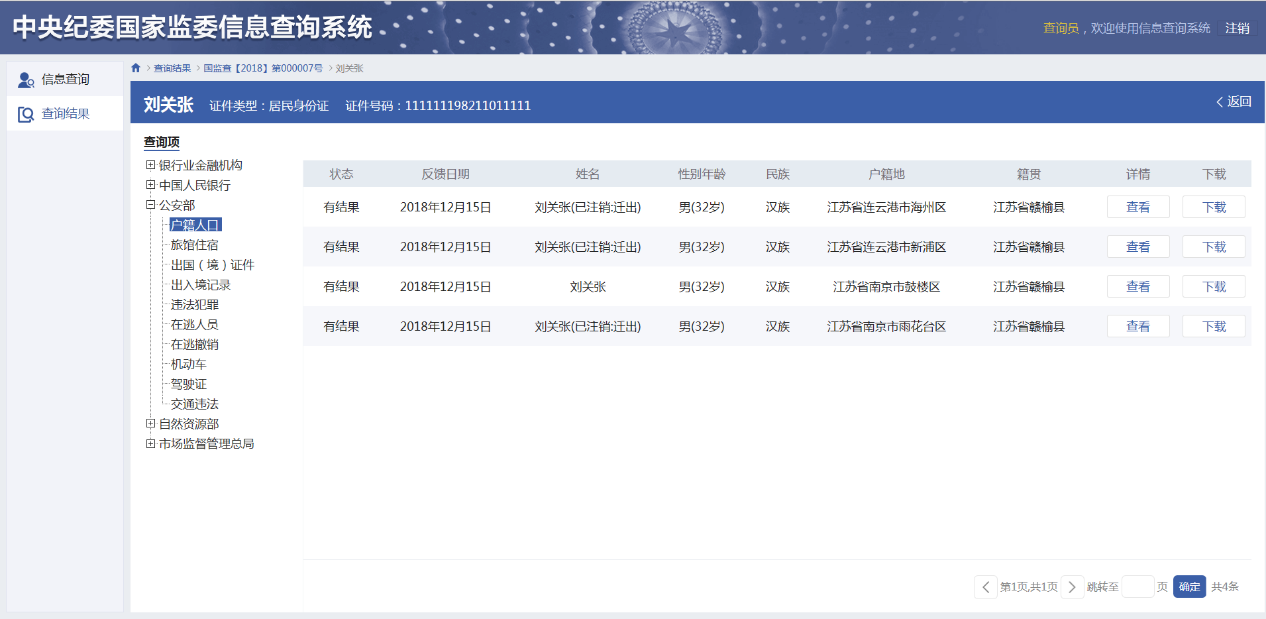 中央纪委国家监委信息查询系统
查询员，欢迎使用信息查询系统 注销
信息查询
查询结果
查询结果 > 国监查【2018】第000007号 > 刘关张
刘关张 证件类型：居民身份证 证件号码：111111198211011111 返回
查询项
银行业金融机构
中国人民银行
公安部
户籍人口
旅馆住宿
出国（境）证件
出入境记录
违法犯罪
在逃人员
在逃撤销
机动车
驾驶证
交通违法
自然资源部
市场监督管理总局
状态 反馈日期 姓名 性别年龄 民族 户籍地 籍贯 详情 下载
有结果 2018年12月15日 刘关张(已注销:迁出) 男(32岁) 汉族 江苏省连云港市海州区 江苏省赣榆县 查看 下载
有结果 2018年12月15日 刘关张(已注销:迁出) 男(32岁) 汉族 江苏省连云港市新浦区 江苏省赣榆县 查看 下载
有结果 2018年12月15日 刘关张 男(32岁) 汉族 江苏省南京市鼓楼区 江苏省赣榆县 查看 下载
有结果 2018年12月15日 刘关张(已注销:迁出) 男(32岁) 汉族 江苏省南京市雨花台区 江苏省赣榆县 查看 下载
第1页,共1页 跳转至 页 确定 共4条